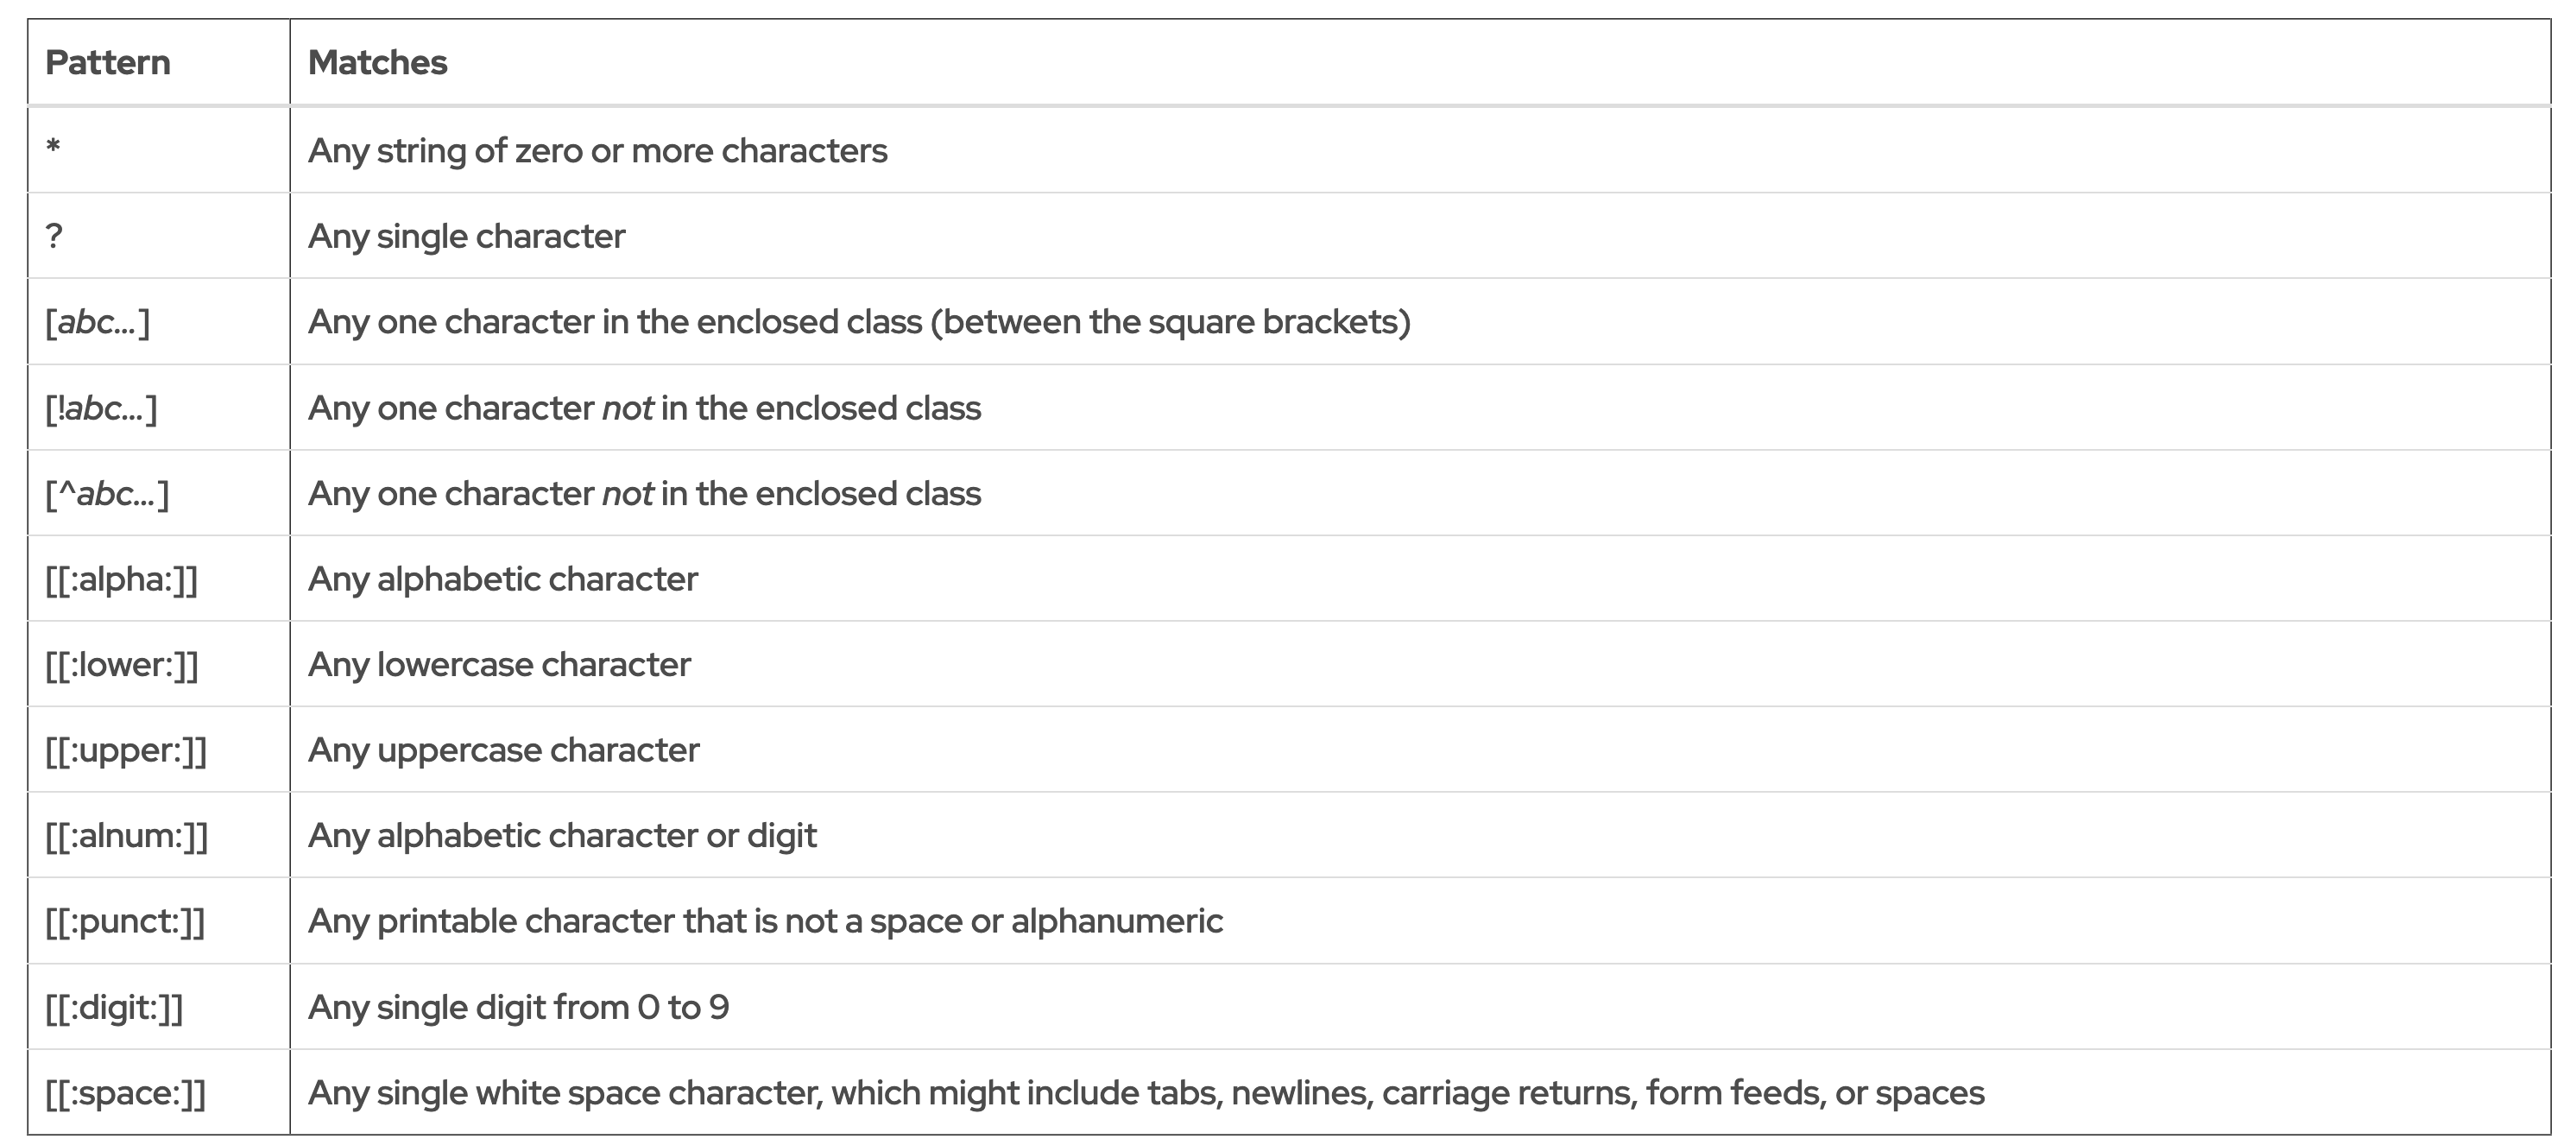 Pattern Matches
* Any string of zero or more characters
? Any single character
[abc...] Any one character in the enclosed class (between the square brackets)
[!abc...] Any one character not in the enclosed class
[^abc...] Any one character not in the enclosed class
[[:alpha:]] Any alphabetic character
[[:lower:]] Any lowercase character
[[:upper:]] Any uppercase character
[[:alnum:]] Any alphabetic character or digit
[[:punct:]] Any printable character that is not a space or alphanumeric
[[:digit:]] Any single digit from 0 to 9
[[:space:]] Any single white space character, which might include tabs, newlines, carriage returns, form feeds, or spaces